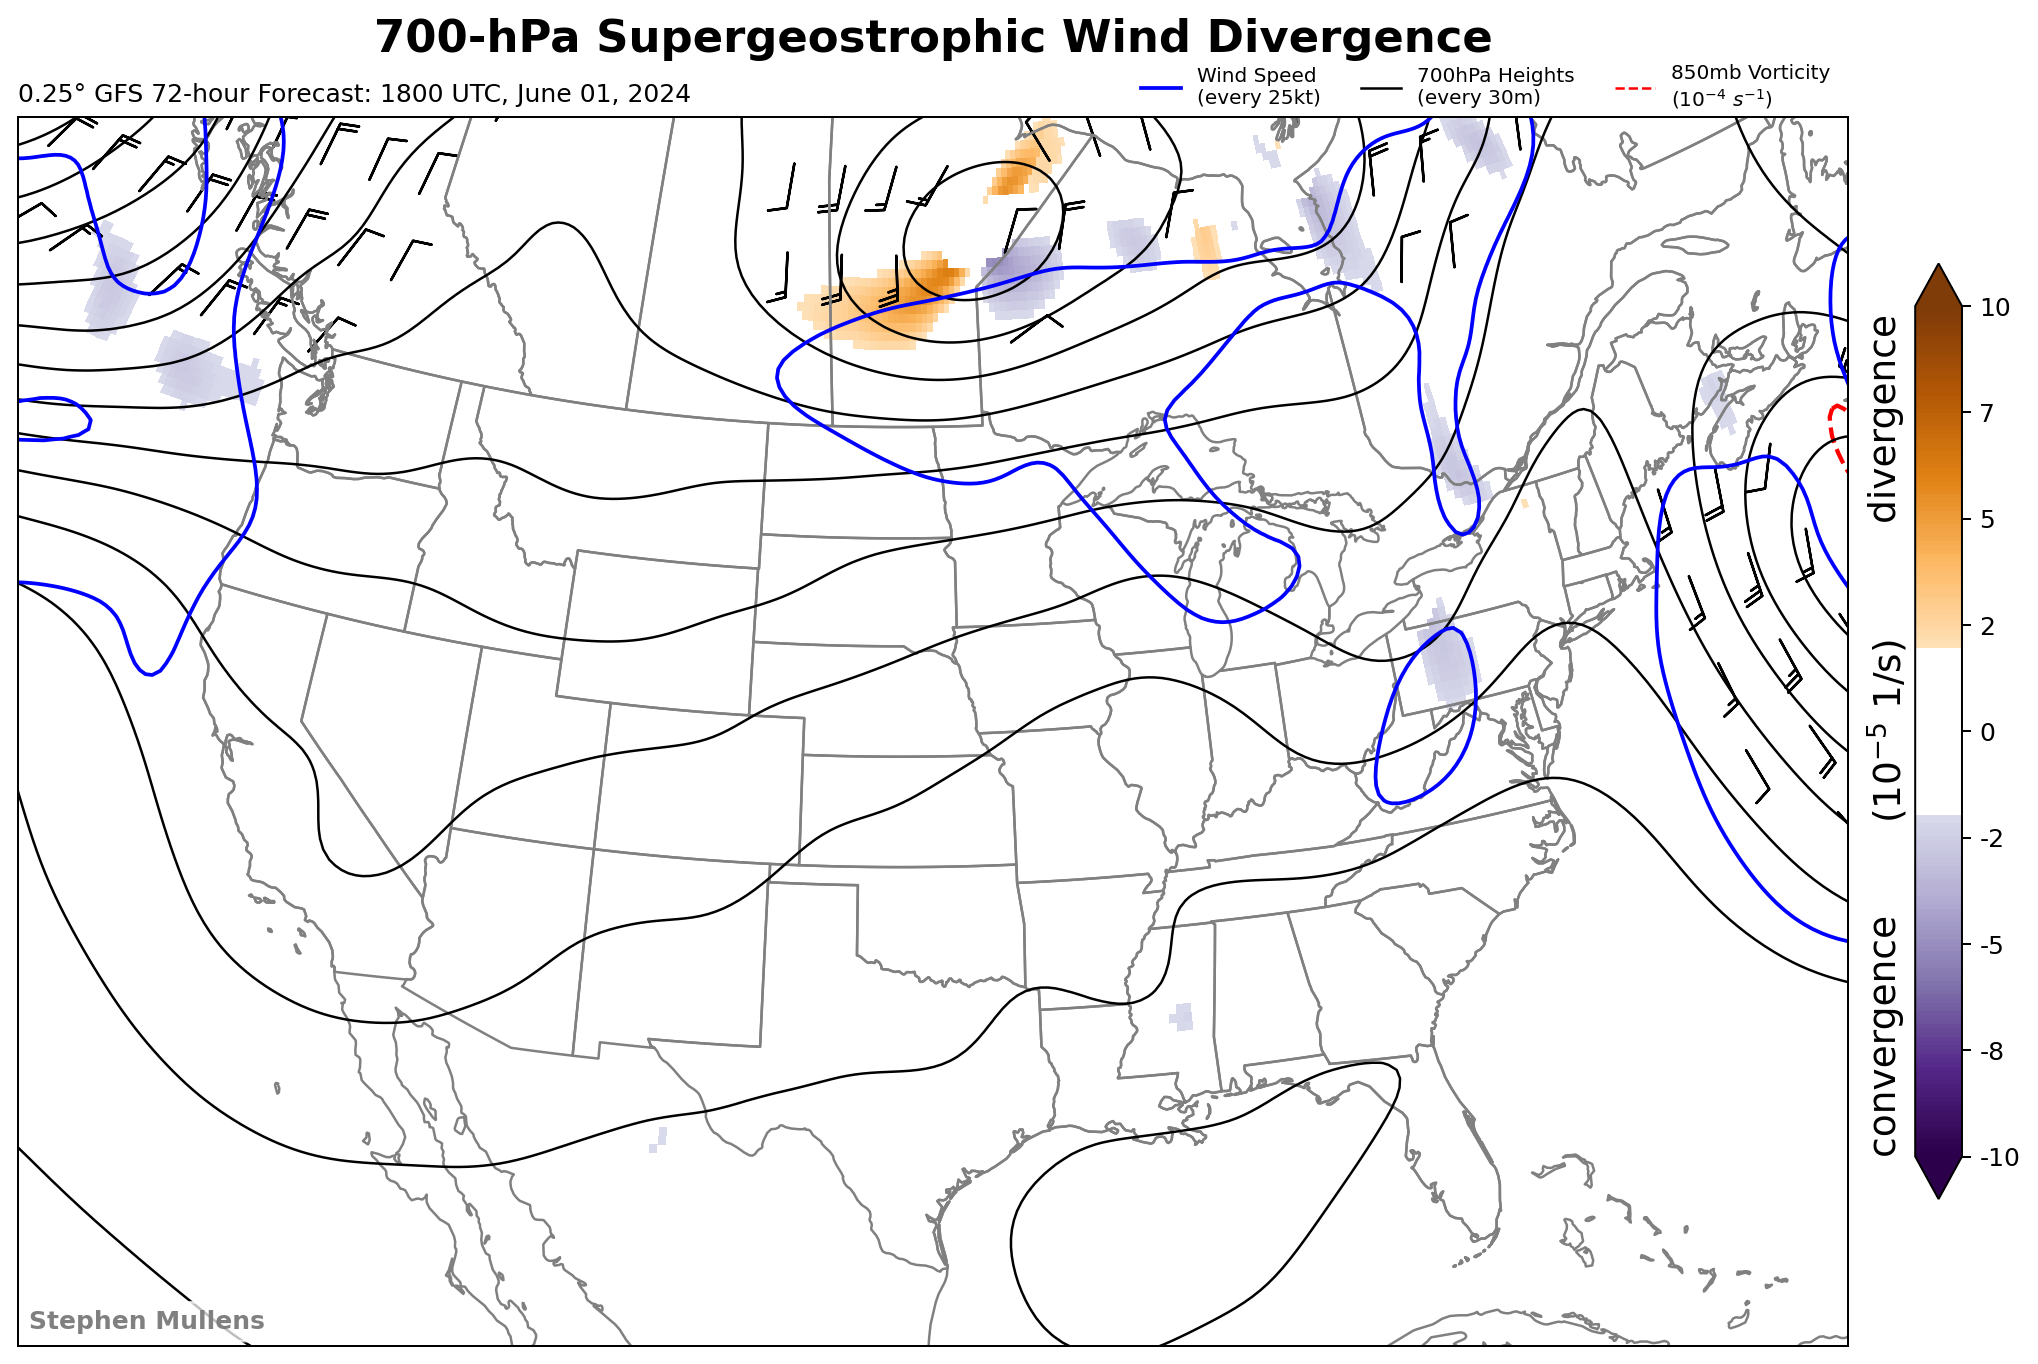 700-hPa Supergeostrophic Wind Divergence
0.25° GFS 72-hour Forecast: 1800 UTC, June 01, 2024
Wind Speed
(every 25kt)
700hPa Heights
(every 30m)
850mb Vorticity
(10⁻⁴ s⁻¹)
10
7
5
2
0
-2
-5
-8
-10
convergence (10⁻⁵ 1/s) divergence
Stephen Mullens